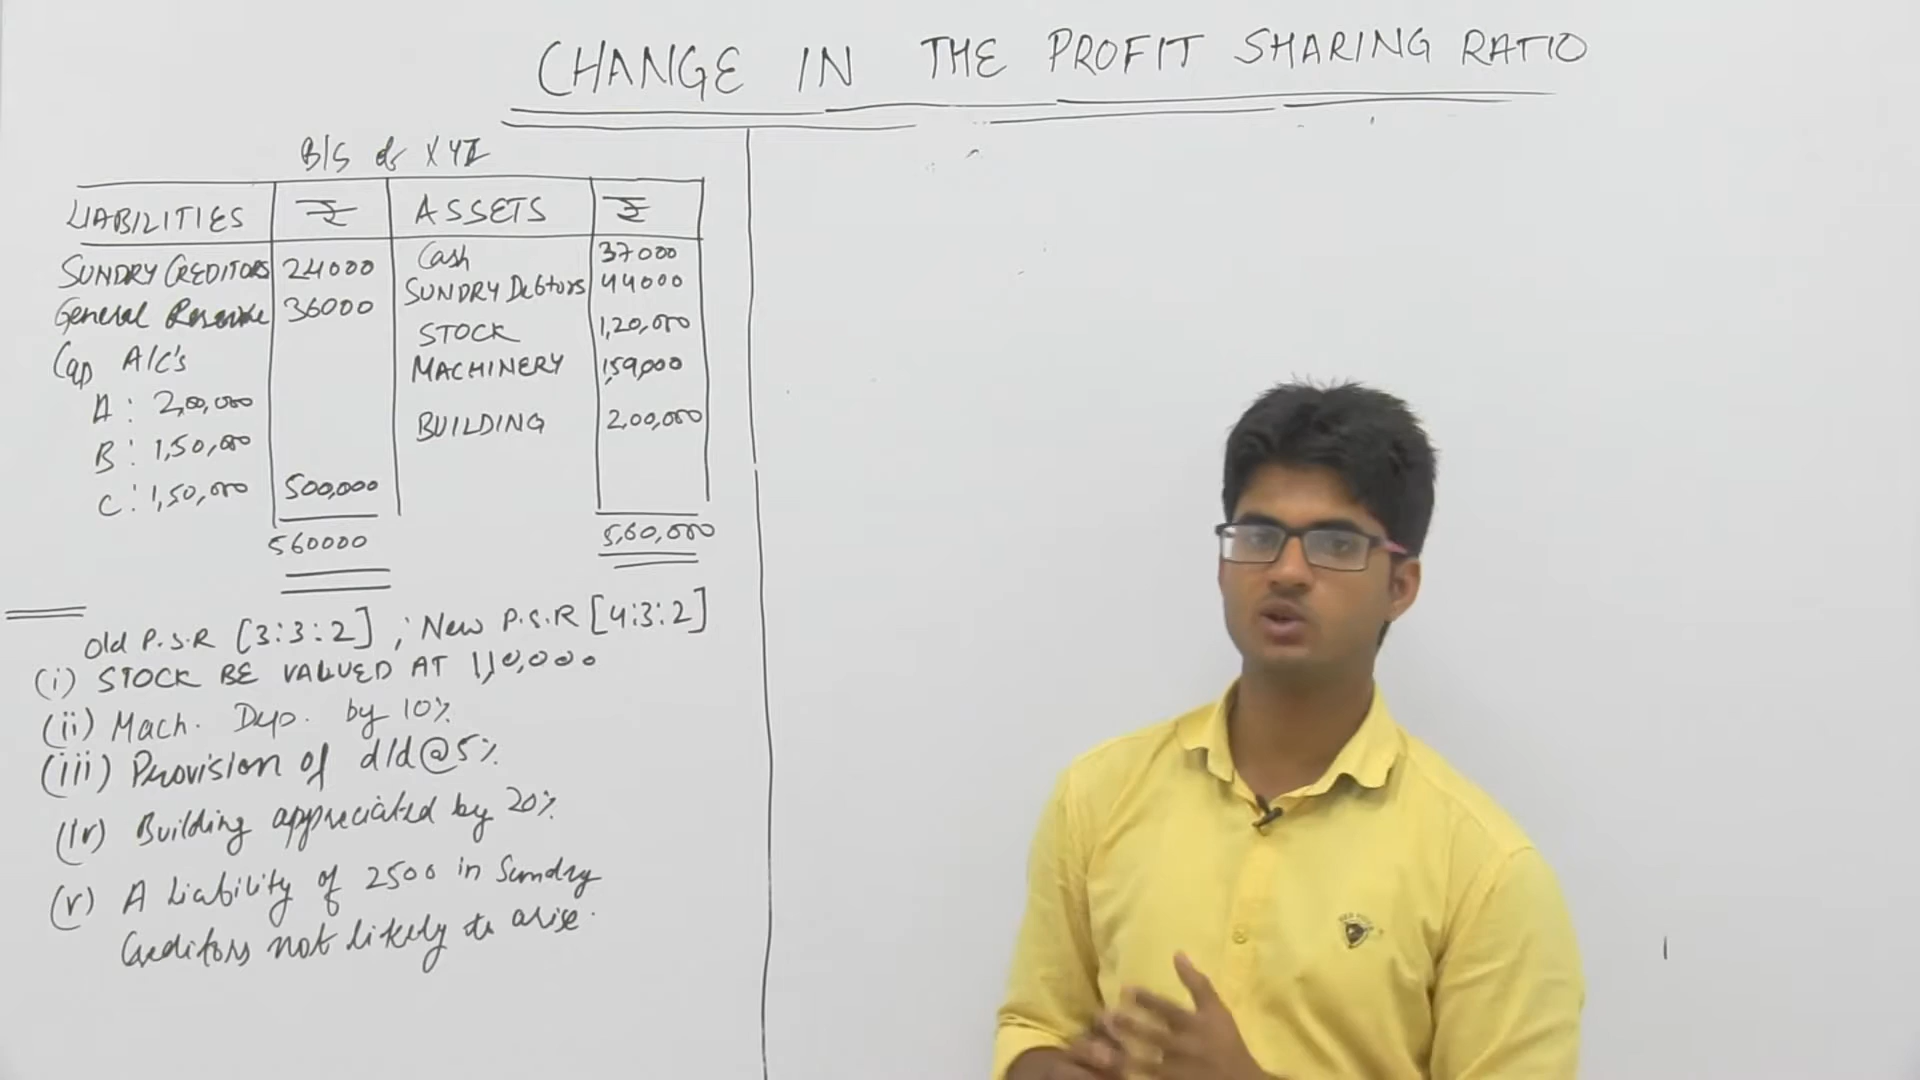 CHANGE IN THE PROFIT SHARING RATIO
B/S of XYZ
LIABILITIES ₹ ASSETS ₹
SUNDRY CREDITORS 24000 Cash 37000
General Reserve 36000 SUNDRY Debtors 44000
Cap A/C's STOCK 1,20,000
A : 2,00,000 MACHINERY 1,59,000
B : 1,50,000 BUILDING 2,00,000
C : 1,50,000 500,000
560000 5,60,000
Old P.S.R [3:3:2] ; New P.S.R [4:3:2]
(i) STOCK BE VALUED AT 1,10,000
(ii) Mach. Dep. by 10%
(iii) Provision of d/d @ 5%
(iv) Building appreciated by 20%
(v) A Liability of 2500 in Sundry
Creditors not likely to arise.